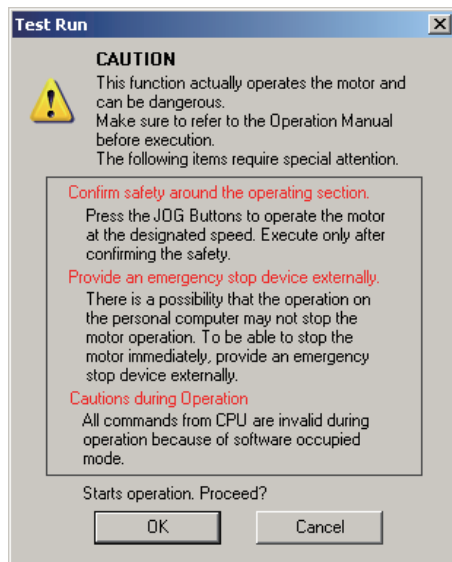 Test Run
CAUTION
This function actually operates the motor and
can be dangerous.
Make sure to refer to the Operation Manual
before execution.
The following items require special attention.
Confirm safety around the operating section.
Press the JOG Buttons to operate the motor
at the designated speed. Execute only after
confirming the safety.
Provide an emergency stop device externally.
There is a possibility that the operation on
the personal computer may not stop the
motor operation. To be able to stop the
motor immediately, provide an emergency
stop device externally.
Cautions during Operation
All commands from CPU are invalid during
operation because of software occupied
mode.
Starts operation. Proceed?
OK
Cancel